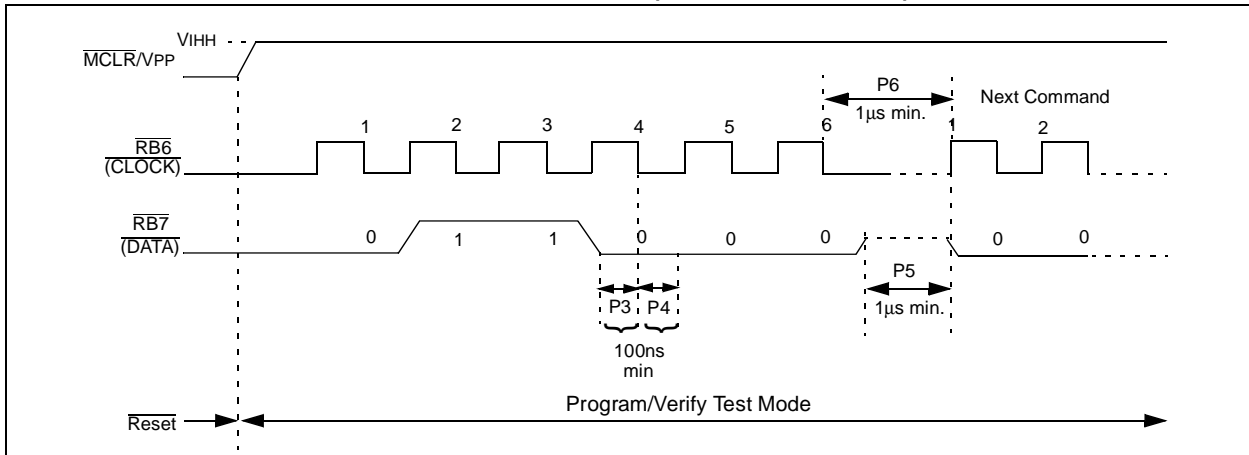 VIHH
MCLR/VPP
P6
1µs min.
Next Command
1 2 3 4 5 6 1 2
RB6
(CLOCK)
RB7
(DATA)
0 1 1 0 0 0 0 0
P5
1µs min.
P3 P4
100ns
min
Program/Verify Test Mode
Reset